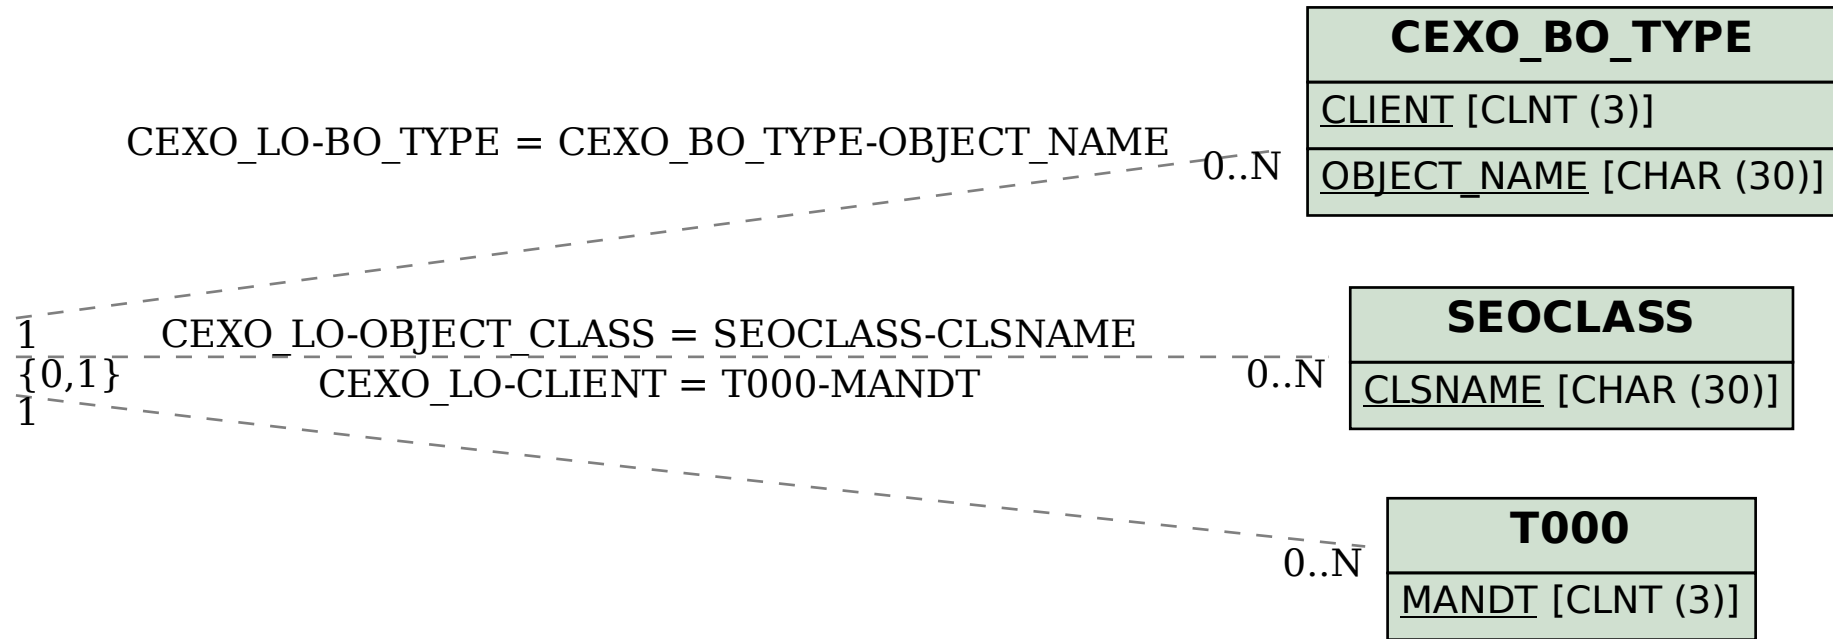 CEXO_BO_TYPE
CLIENT [CLNT (3)]
CEXO_LO-BO_TYPE = CEXO_BO_TYPE-OBJECT_NAME
0..N
OBJECT_NAME [CHAR (30)]
1
CEXO_LO-OBJECT_CLASS = SEOCLASS-CLSNAME
SEOCLASS
{0,1}
CEXO_LO-CLIENT = T000-MANDT
0..N
CLSNAME [CHAR (30)]
1
T000
0..N
MANDT [CLNT (3)]